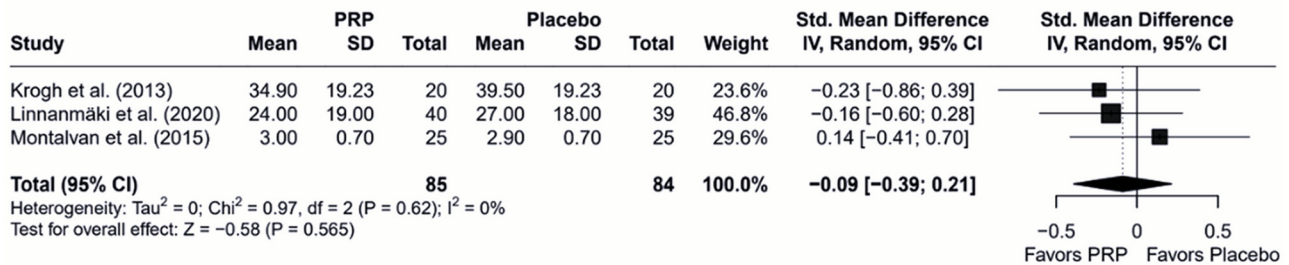 PRP Placebo Std. Mean Difference Std. Mean Difference
Study Mean SD Total Mean SD Total Weight IV, Random, 95% CI IV, Random, 95% CI
Krogh et al. (2013) 34.90 19.23 20 39.50 19.23 20 23.6% −0.23 [−0.86; 0.39]
Linnanmäki et al. (2020) 24.00 19.00 40 27.00 18.00 39 46.8% −0.16 [−0.60; 0.28]
Montalvan et al. (2015) 3.00 0.70 25 2.90 0.70 25 29.6% 0.14 [−0.41; 0.70]
Total (95% CI) 85 84 100.0% −0.09 [−0.39; 0.21]
Heterogeneity: Tau² = 0; Chi² = 0.97, df = 2 (P = 0.62); I² = 0%
Test for overall effect: Z = −0.58 (P = 0.565)
−0.5 0 0.5
Favors PRP Favors Placebo